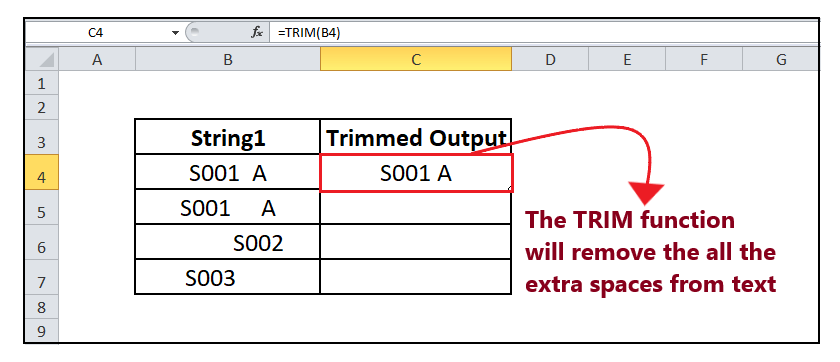 C4 fx =TRIM(B4)
A B C D E F G
1
2
3 String1 Trimmed Output
4 S001  A S001 A
5 S001     A
6 S002
7 S003
8
9
The TRIM function
will remove the all the
extra spaces from text